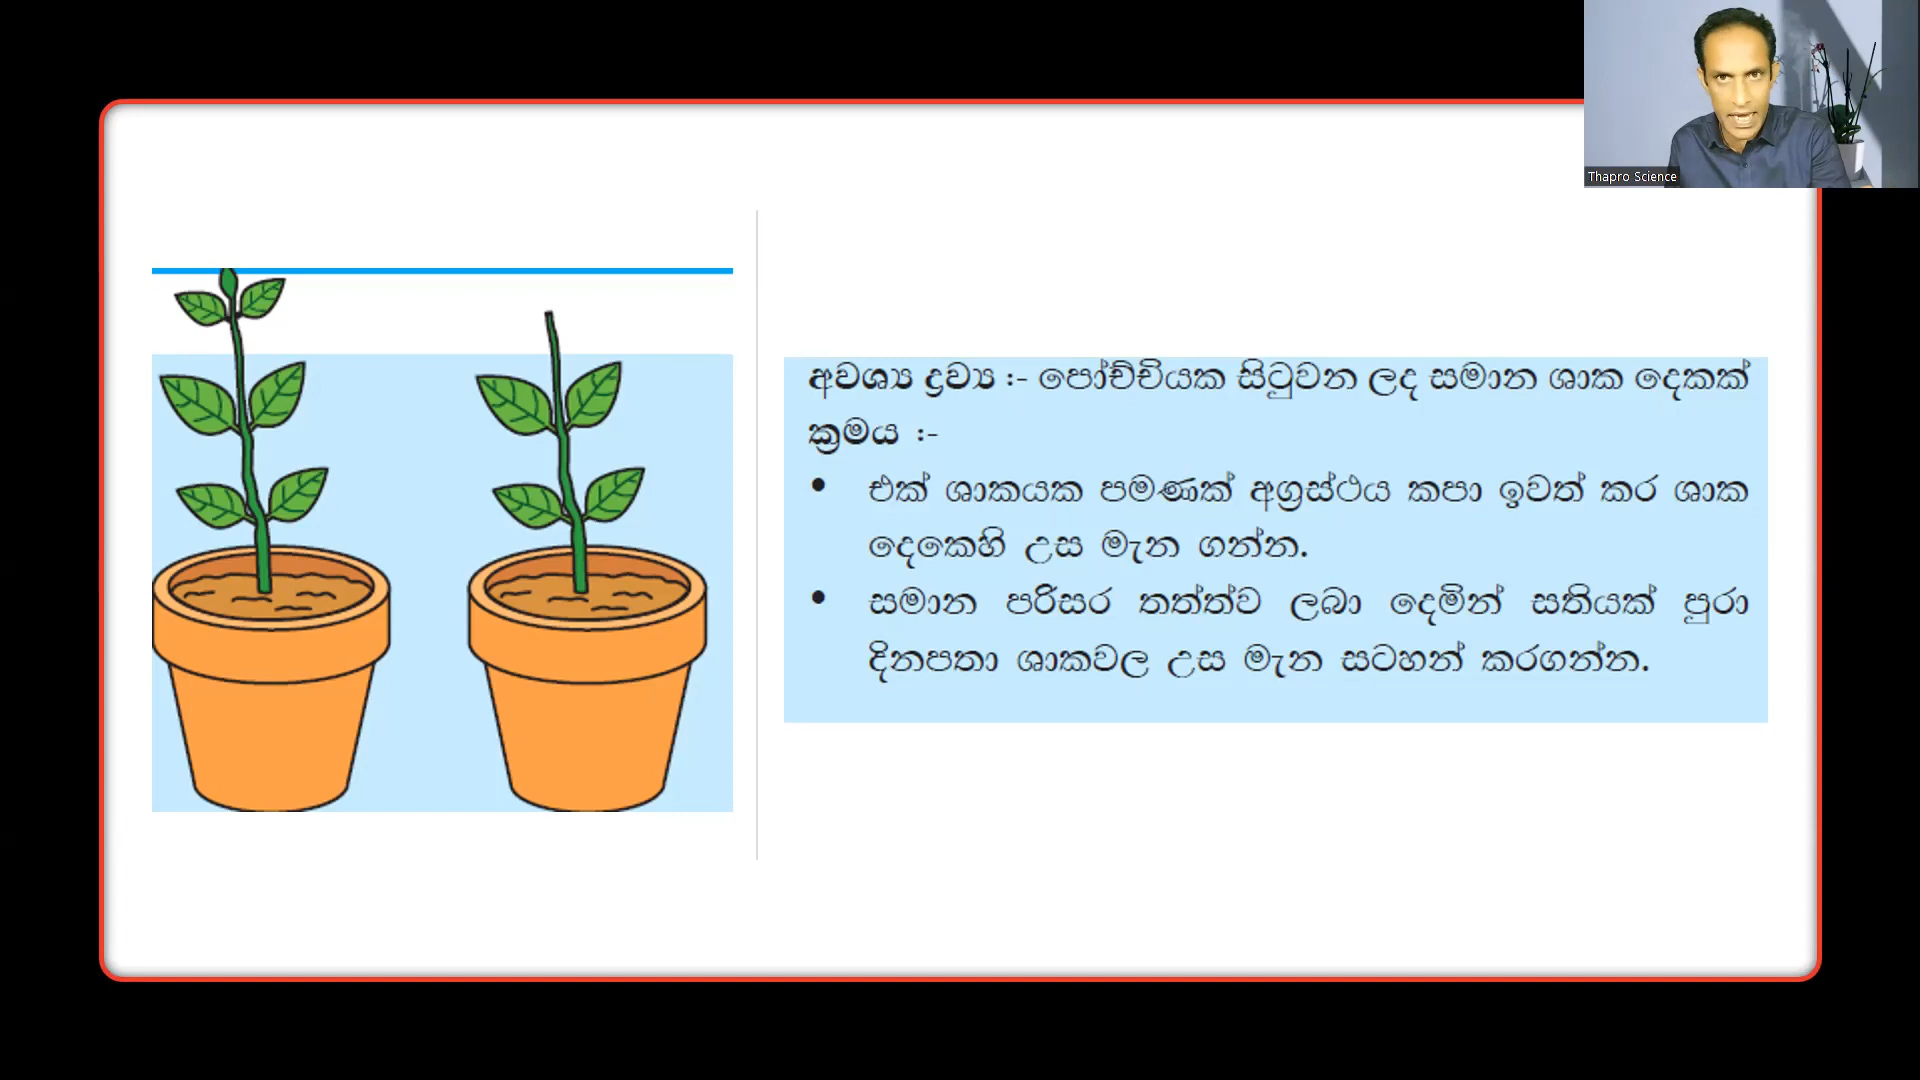 Thapro Science
අවශ්‍ය ද්‍රව්‍ය :- පෝච්චියක සිටුවන ලද සමාන ශාක දෙකක්
ක්‍රමය :-
• එක් ශාකයක පමණක් අග්‍රස්ථය කපා ඉවත් කර ශාක
දෙකෙහි උස මැන ගන්න.
• සමාන පරිසර තත්ත්ව ලබා දෙමින් සතියක් පුරා
දිනපතා ශාකවල උස මැන සටහන් කරගන්න.